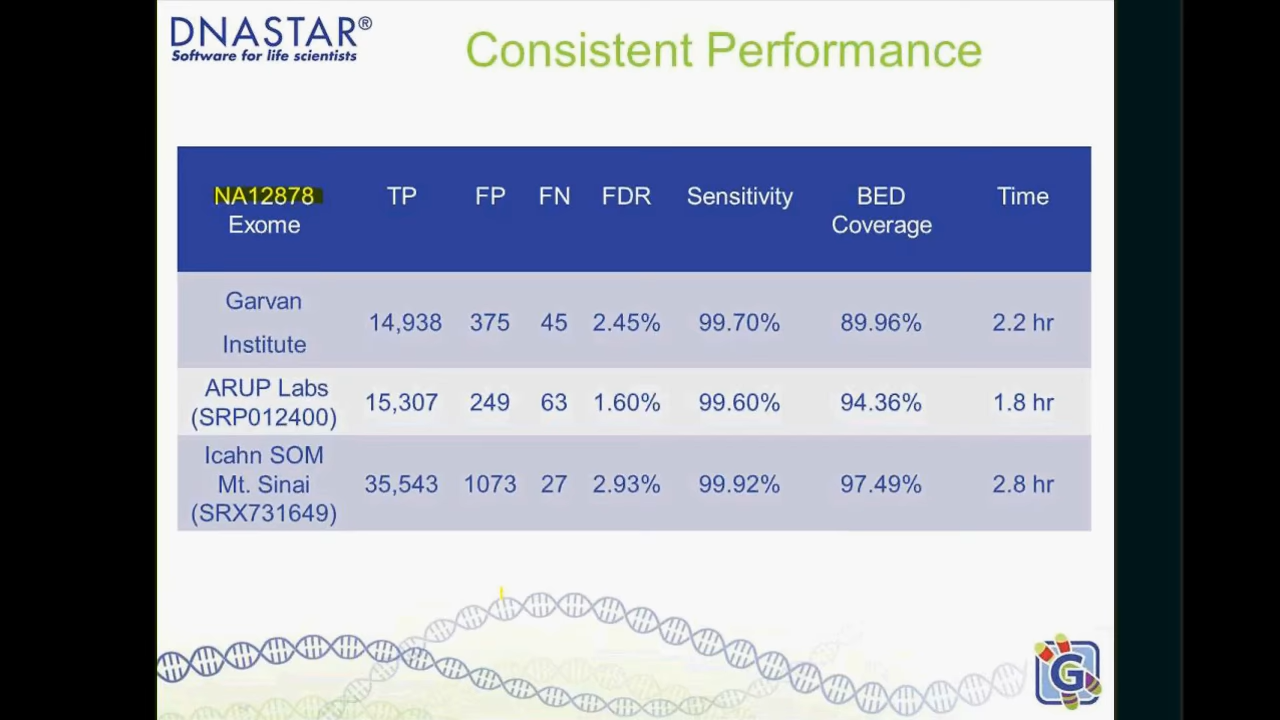 DNASTAR®
Software for life scientists
Consistent Performance
NA12878 Exome TP FP FN FDR Sensitivity BED Coverage Time
Garvan Institute 14,938 375 45 2.45% 99.70% 89.96% 2.2 hr
ARUP Labs (SRP012400) 15,307 249 63 1.60% 99.60% 94.36% 1.8 hr
Icahn SOM Mt. Sinai (SRX731649) 35,543 1073 27 2.93% 99.92% 97.49% 2.8 hr
G